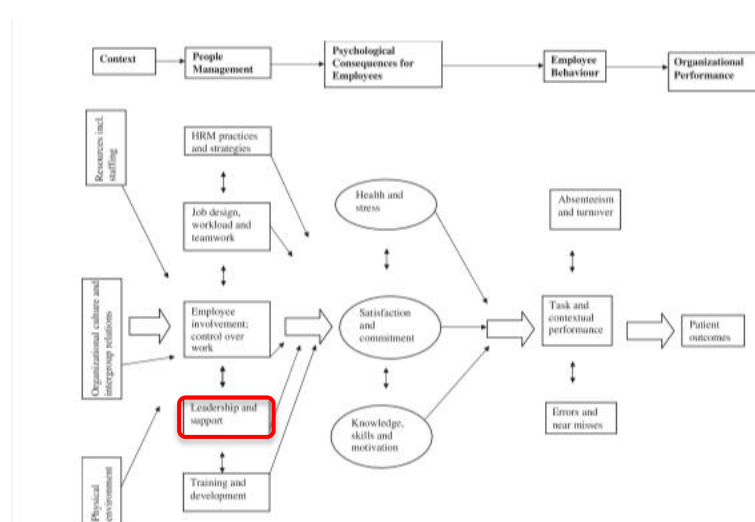 Context
People
Management
Psychological
Consequences for
Employees
Employee
Behaviour
Organizational
Performance
Resources incl.
staffing
HRM practices
and strategies
Job design,
workload and
teamwork
Health and
stress
Absenteeism
and turnover
Organizational culture and
intergroup relations
Employee
involvement;
control over
work
Satisfaction
and
commitment
Task and
contextual
performance
Patient
outcomes
Leadership and
support
Knowledge,
skills and
motivation
Errors and
near misses
Physical
environment
Training and
development